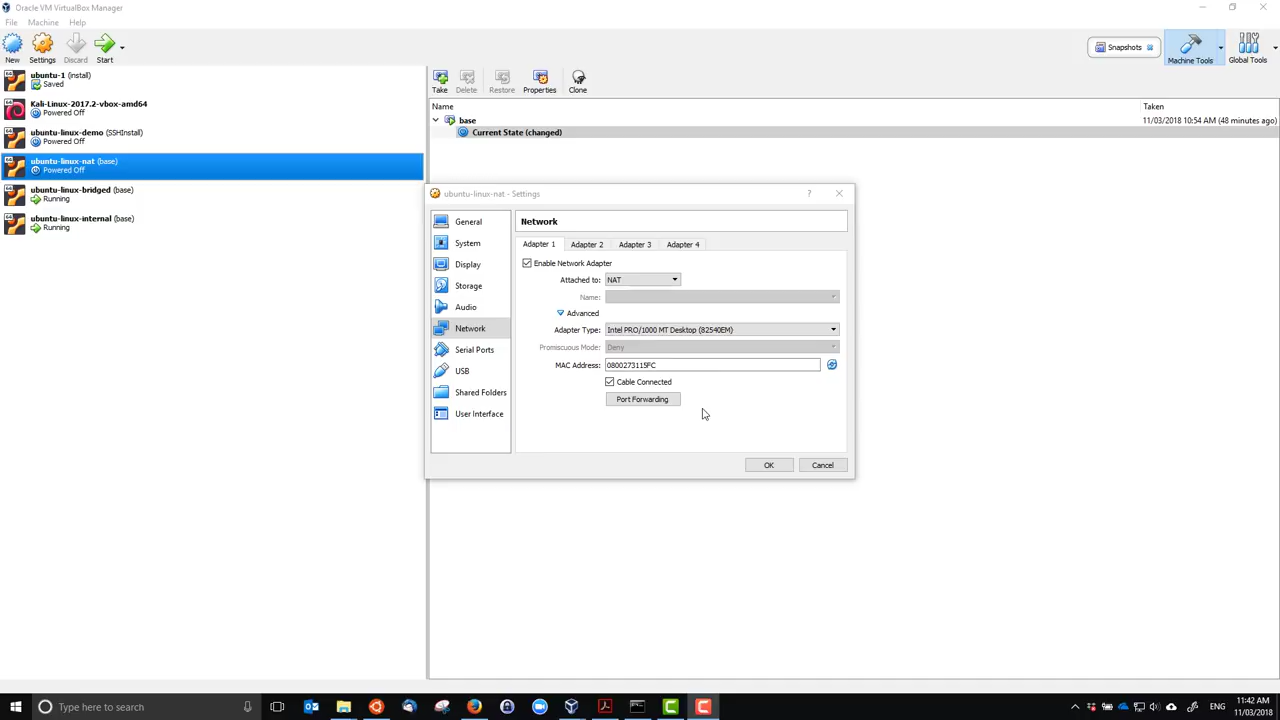 Oracle VM VirtualBox Manager
File Machine Help
New Settings Discard Start
Snapshots
Machine Tools
Global Tools
ubuntu-1 (install)
Saved
Kali-Linux-2017.2-vbox-amd64
Powered Off
ubuntu-linux-demo (SSHInstall)
Powered Off
ubuntu-linux-nat (base)
Powered Off
ubuntu-linux-bridged (base)
Running
ubuntu-linux-internal (base)
Running
Take Delete Restore Properties Clone
Name Taken
base 11/03/2018 10:54 AM (48 minutes ago)
Current State (changed)
ubuntu-linux-nat - Settings ?
General
System
Display
Storage
Audio
Network
Serial Ports
USB
Shared Folders
User Interface
Network
Adapter 1 Adapter 2 Adapter 3 Adapter 4
Enable Network Adapter
Attached to: NAT
Name:
Advanced
Adapter Type: Intel PRO/1000 MT Desktop (82540EM)
Promiscuous Mode: Deny
MAC Address: 0800273115FC
Cable Connected
Port Forwarding
OK Cancel
Type here to search
ENG
11:42 AM
11/03/2018